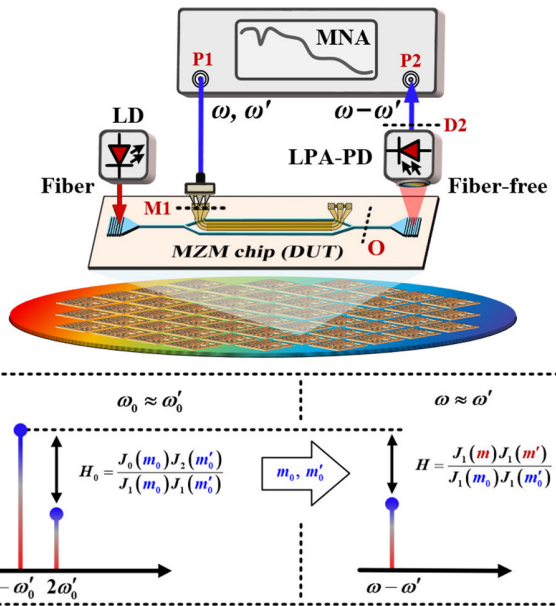 MNA
P1
P2
ω, ω′
ω−ω′
D2
LD
LPA-PD
Fiber
Fiber-free
M1
O
MZM chip (DUT)
ω₀ ≈ ω′₀
ω ≈ ω′
H₀ = J₀(m₀)J₂(m′₀) / J₁(m₀)J₁(m′₀)
m₀, m′₀
H = J₁(m)J₁(m′) / J₁(m₀)J₁(m′₀)
− ω′₀
2ω′₀
ω − ω′